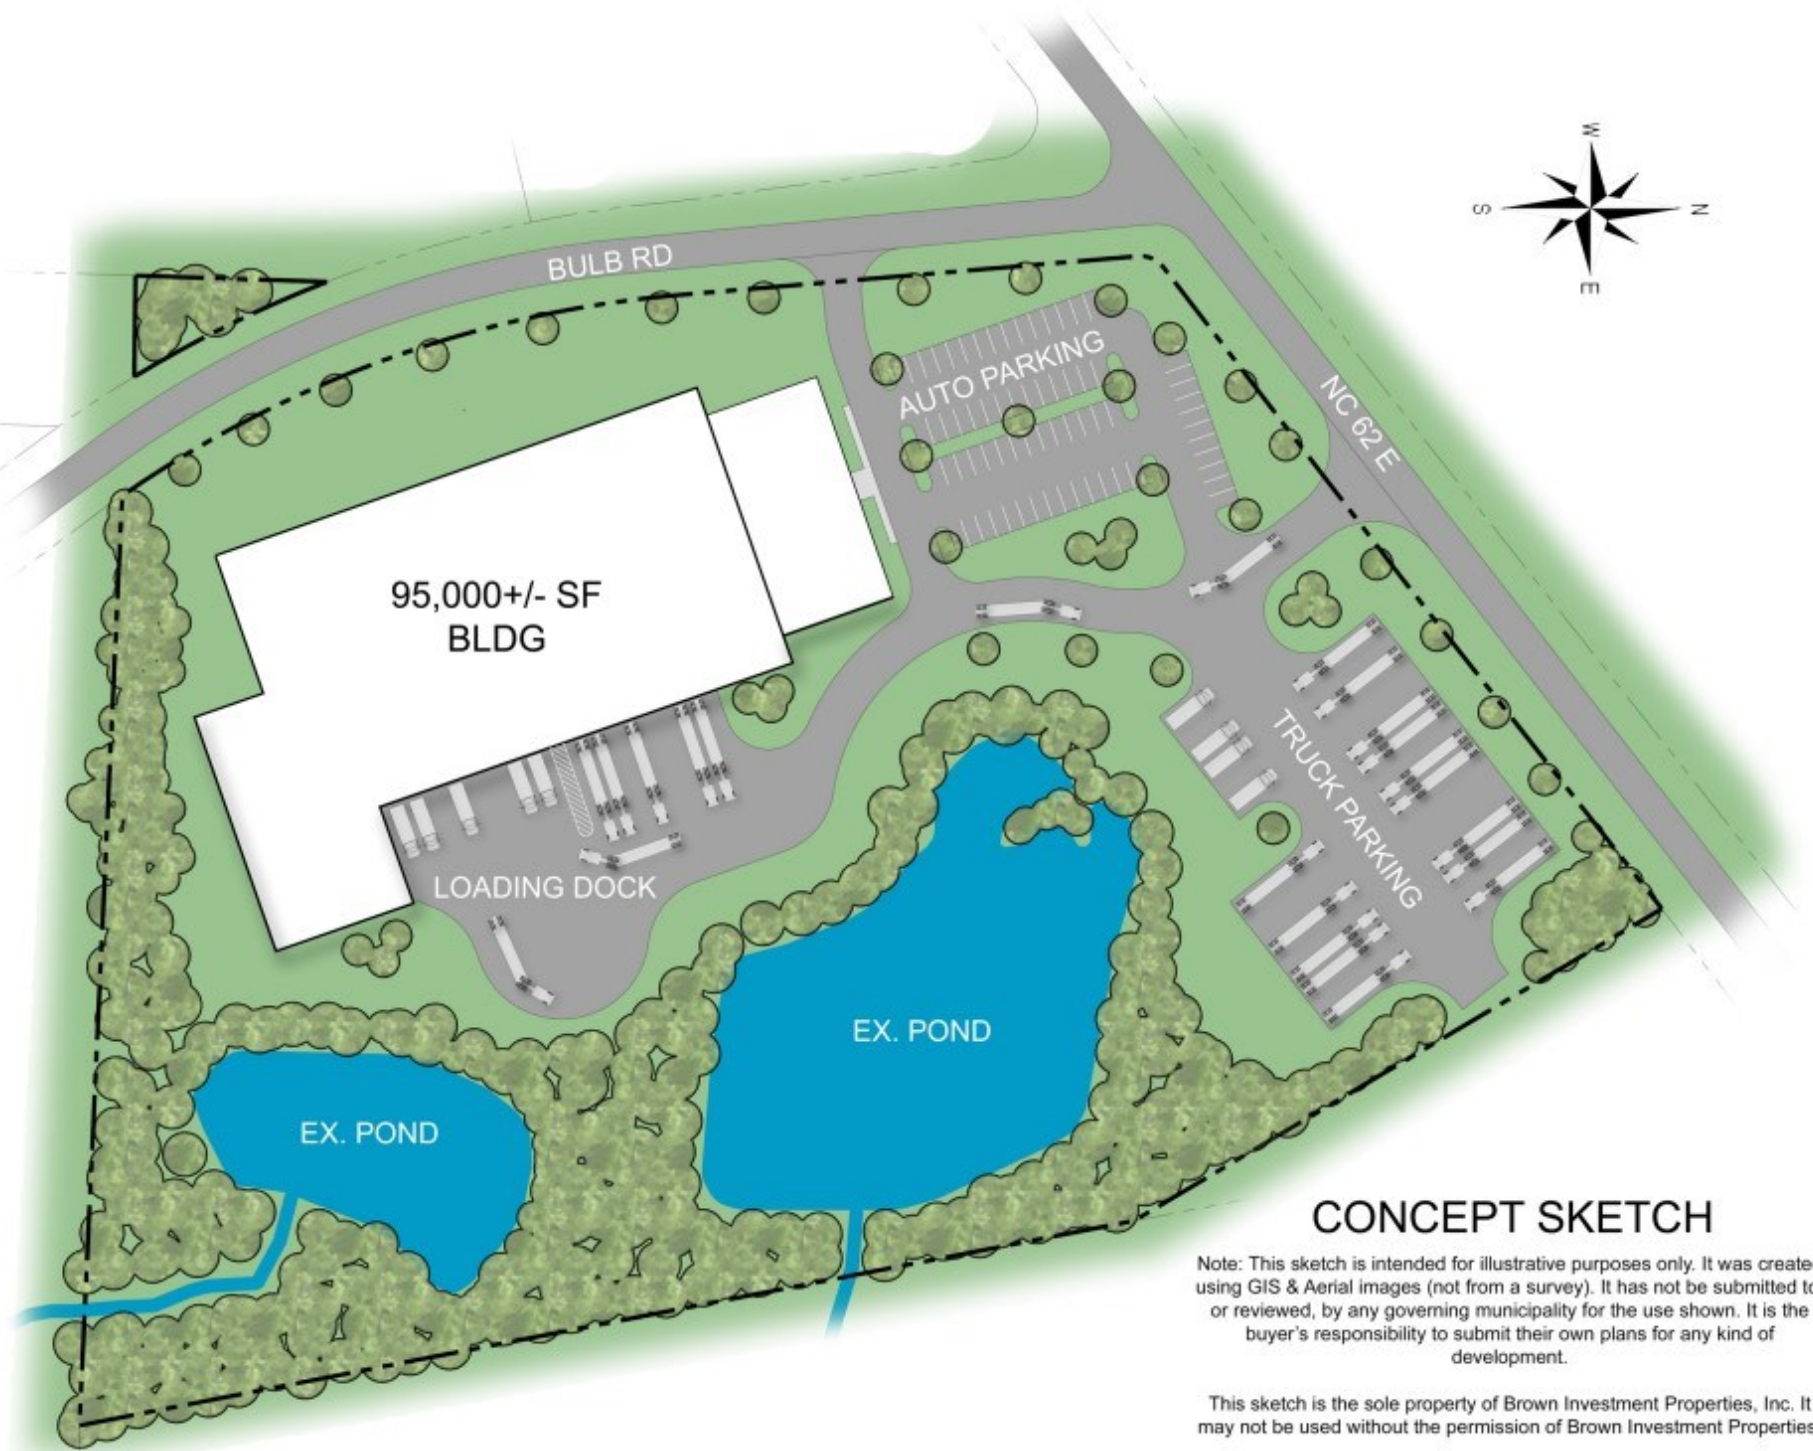 W
S
N
E
BULB RD
AUTO PARKING
NC 62 E
95,000+/- SF
BLDG
TRUCK PARKING
LOADING DOCK
EX. POND
EX. POND
CONCEPT SKETCH
Note: This sketch is intended for illustrative purposes only. It was create
using GIS & Aerial images (not from a survey). It has not be submitted to
or reviewed, by any governing municipality for the use shown. It is the
buyer's responsibility to submit their own plans for any kind of
development.
This sketch is the sole property of Brown Investment Properties, Inc. It
may not be used without the permission of Brown Investment Properties